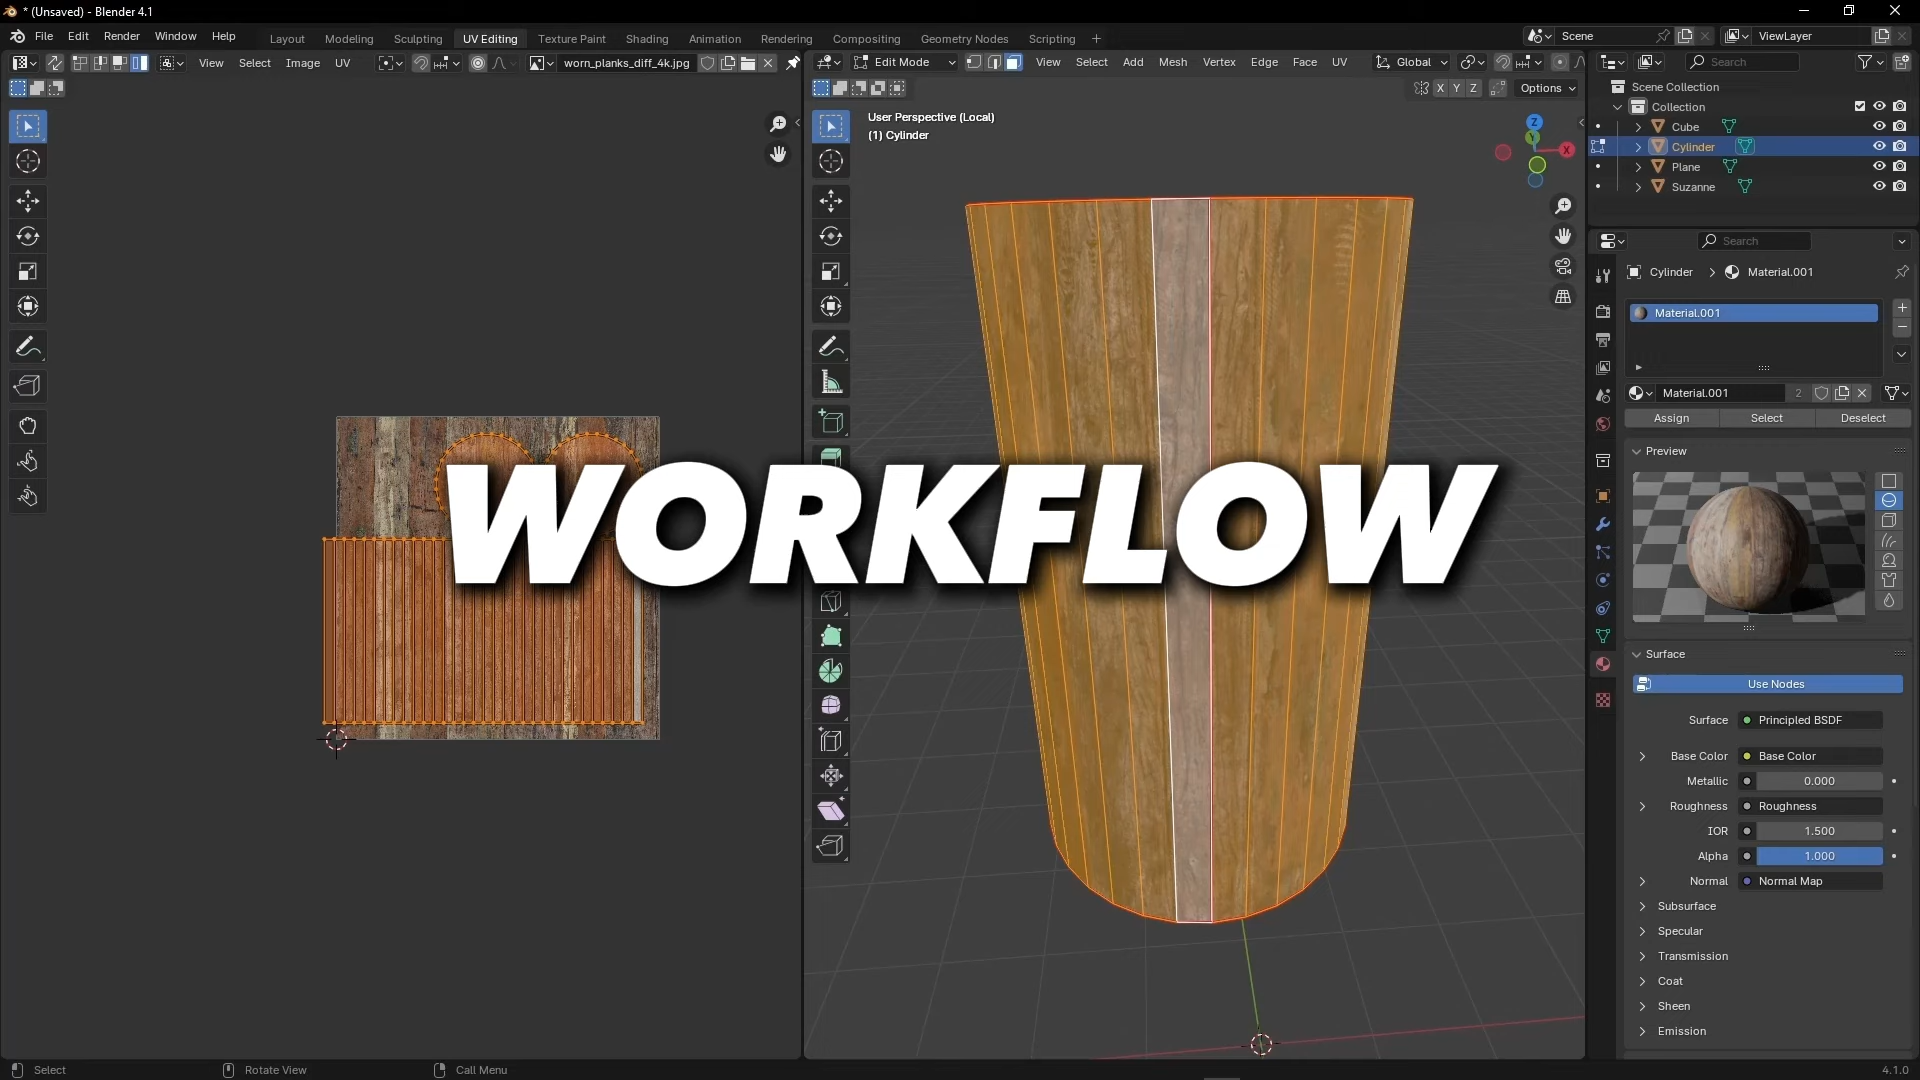 * (Unsaved) - Blender 4.1
File Edit Render Window Help
Layout Modeling Sculpting UV Editing Texture Paint Shading Animation Rendering Compositing Geometry Nodes Scripting +
Scene
ViewLayer
View Select Image UV
worn_planks_diff_4k.jpg
Edit Mode
View Select Add Mesh Vertex Edge Face UV
Global
X Y Z
Options
User Perspective (Local)
(1) Cylinder
Z
Y
X
WORKFLOW
Search
Scene Collection
Collection
Cube
Cylinder
Plane
Suzanne
Search
Cylinder > Material.001
Material.001
Material.001 2
Assign Select Deselect
Preview
Surface
Use Nodes
Surface Principled BSDF
Base Color Base Color
Metallic 0.000
Roughness Roughness
IOR 1.500
Alpha 1.000
Normal Normal Map
Subsurface
Specular
Transmission
Coat
Sheen
Emission
Select Rotate View Call Menu
4.1.0